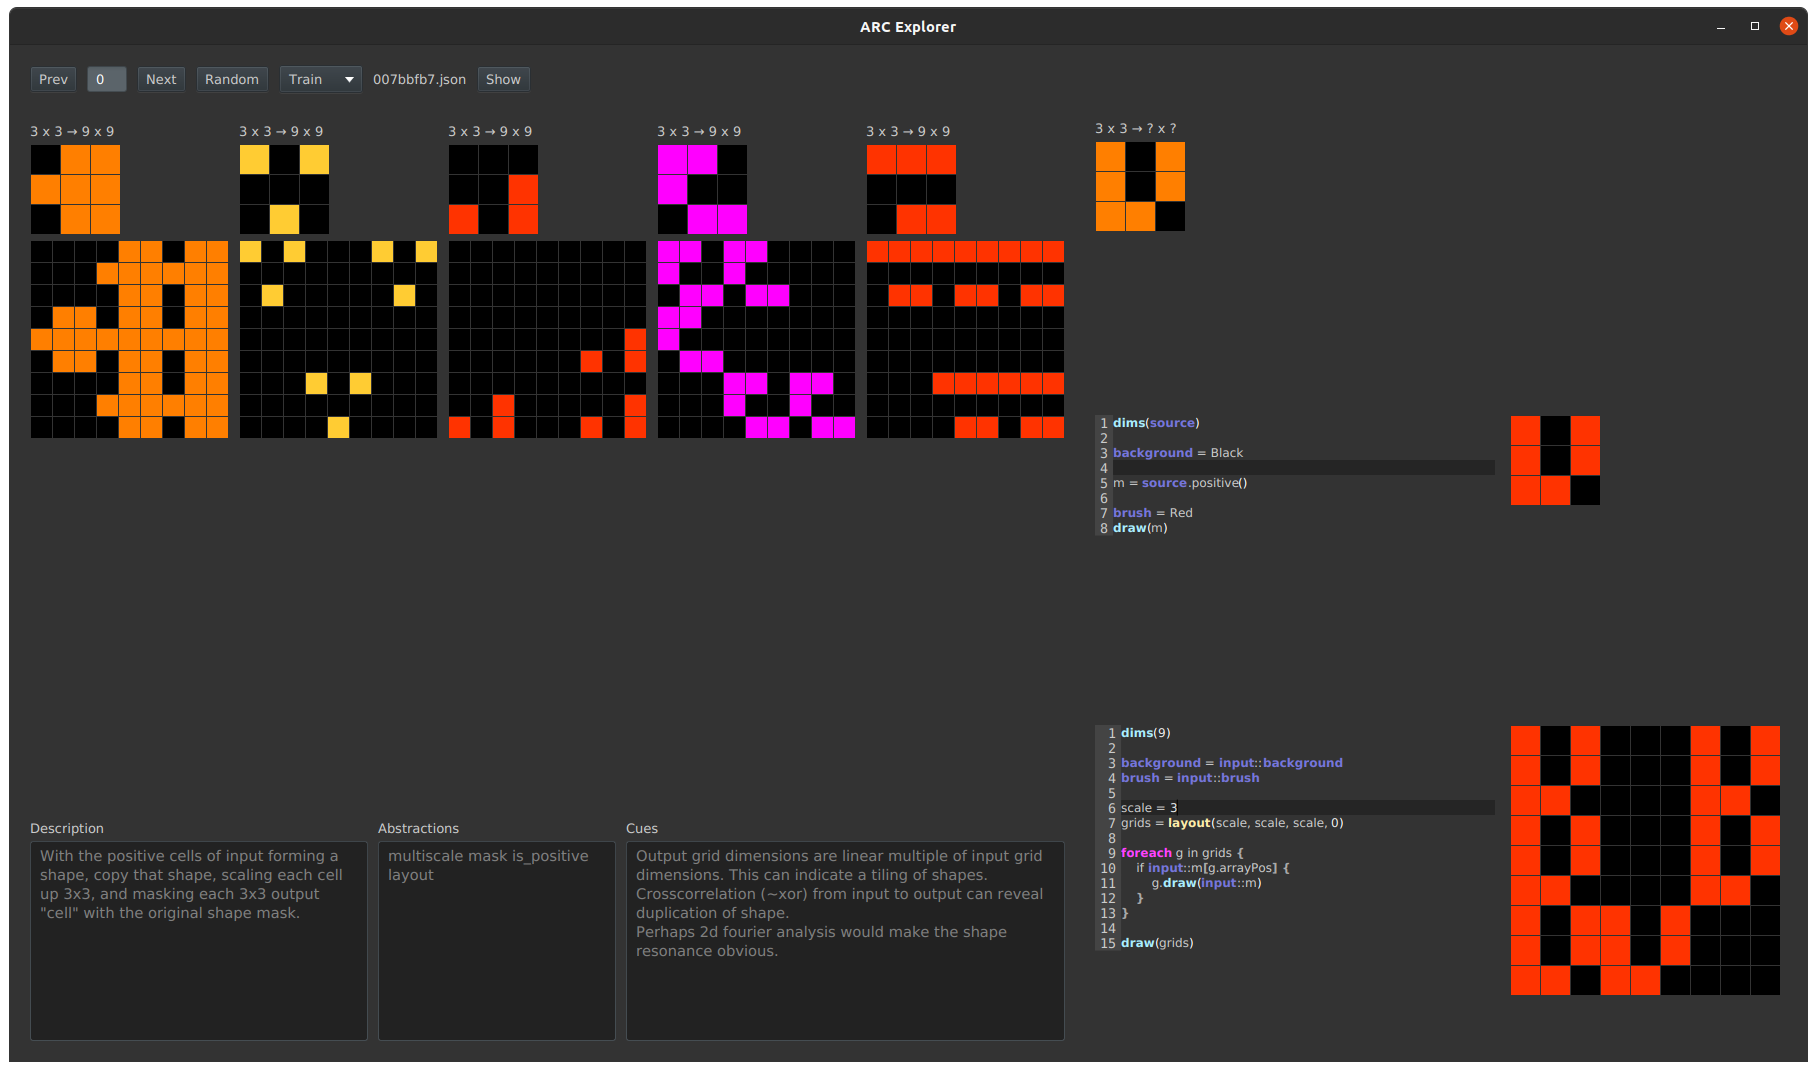 ARC Explorer
Prev 0 Next Random Train 007bbfb7.json Show
3 x 3 → 9 x 9
3 x 3 → 9 x 9
3 x 3 → 9 x 9
3 x 3 → 9 x 9
3 x 3 → 9 x 9
3 x 3 → ? x ?
1 dims(source)
2
3 background = Black
4
5 m = source.positive()
6
7 brush = Red
8 draw(m)
1 dims(9)
2
3 background = input::background
4 brush = input::brush
5
6 scale = 3
7 grids = layout(scale, scale, scale, 0)
8
9 foreach g in grids {
10 if input::m[g.arrayPos] {
11 g.draw(input::m)
12 }
13 }
14
15 draw(grids)
Description
With the positive cells of input forming a
shape, copy that shape, scaling each cell
up 3x3, and masking each 3x3 output
"cell" with the original shape mask.
Abstractions
multiscale mask is_positive
layout
Cues
Output grid dimensions are linear multiple of input grid
dimensions. This can indicate a tiling of shapes.
Crosscorrelation (~xor) from input to output can reveal
duplication of shape.
Perhaps 2d fourier analysis would make the shape
resonance obvious.